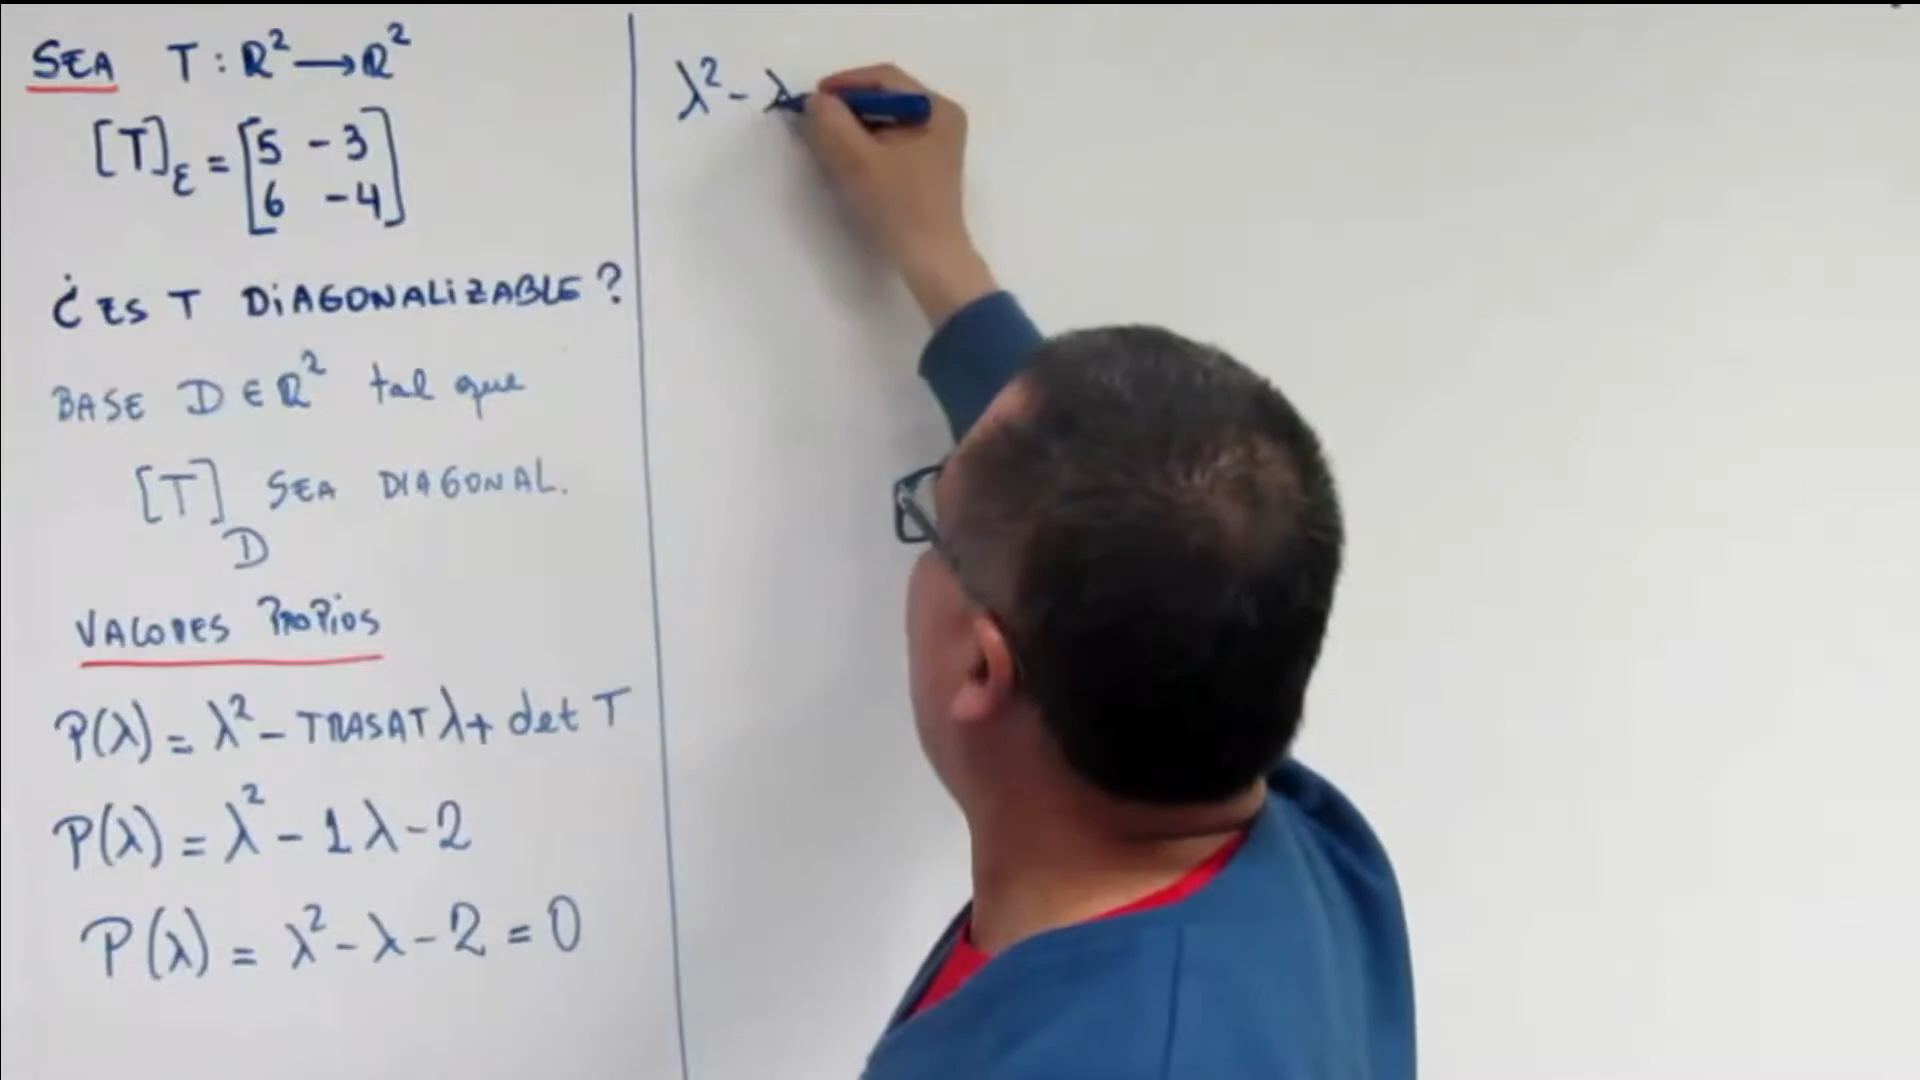 SEA T : R² → R²
[T]ε = [5 -3
6 -4]
¿ES T DiAGONALiZABLE?
BASE D ∈ R² tal que
[T]D SEA DIAGONAL.
VALORES PROPiOS
P(λ) = λ² - TRASAT λ + det T
P(λ) = λ² - 1λ - 2
P(λ) = λ² - λ - 2 = 0
λ² - λ